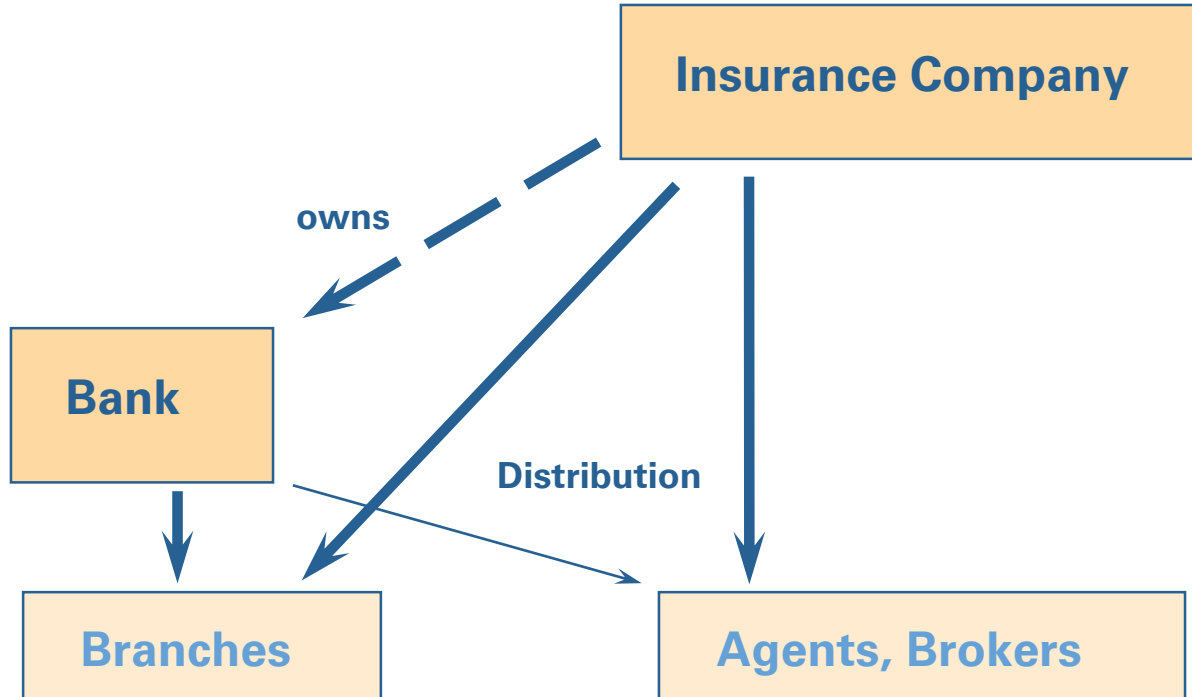 Insurance Company
owns
Bank
Distribution
Branches
Agents, Brokers